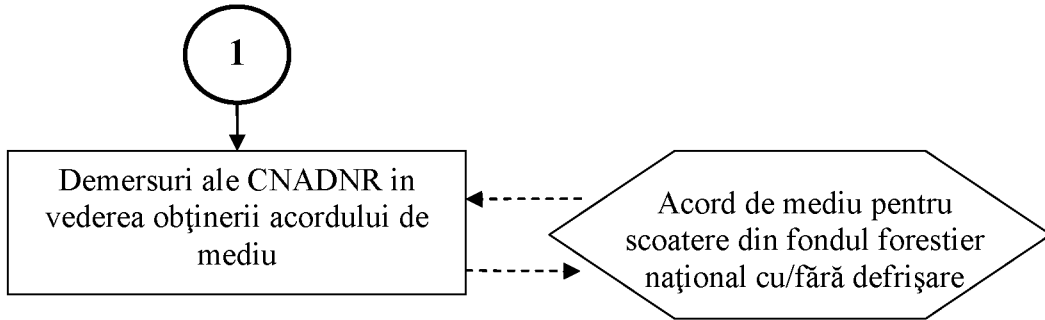 1
Demersuri ale CNADNR in
vederea obţinerii acordului de
mediu
Acord de mediu pentru
scoatere din fondul forestier
naţional cu/fără defrişare